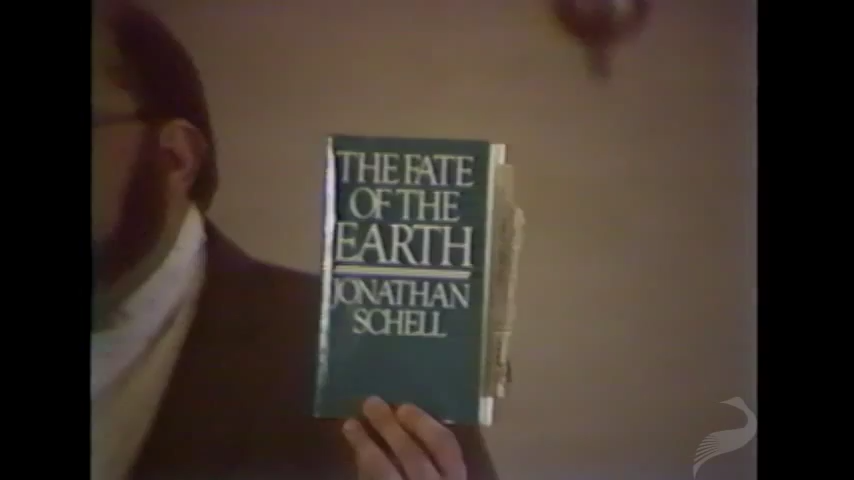 THE FATE
OF THE
EARTH
JONATHAN
SCHELL